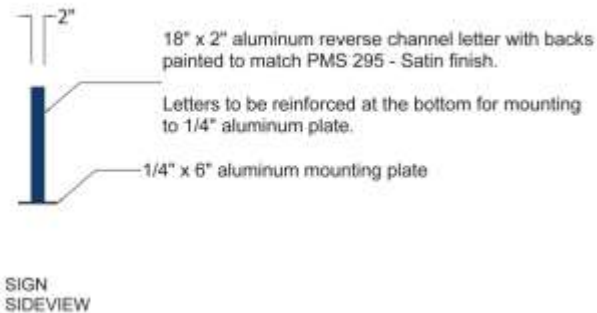 2"
18" x 2" aluminum reverse channel letter with backs
painted to match PMS 295 - Satin finish.
Letters to be reinforced at the bottom for mounting
to 1/4" aluminum plate.
1/4" x 6" aluminum mounting plate
SIGN
SIDEVIEW